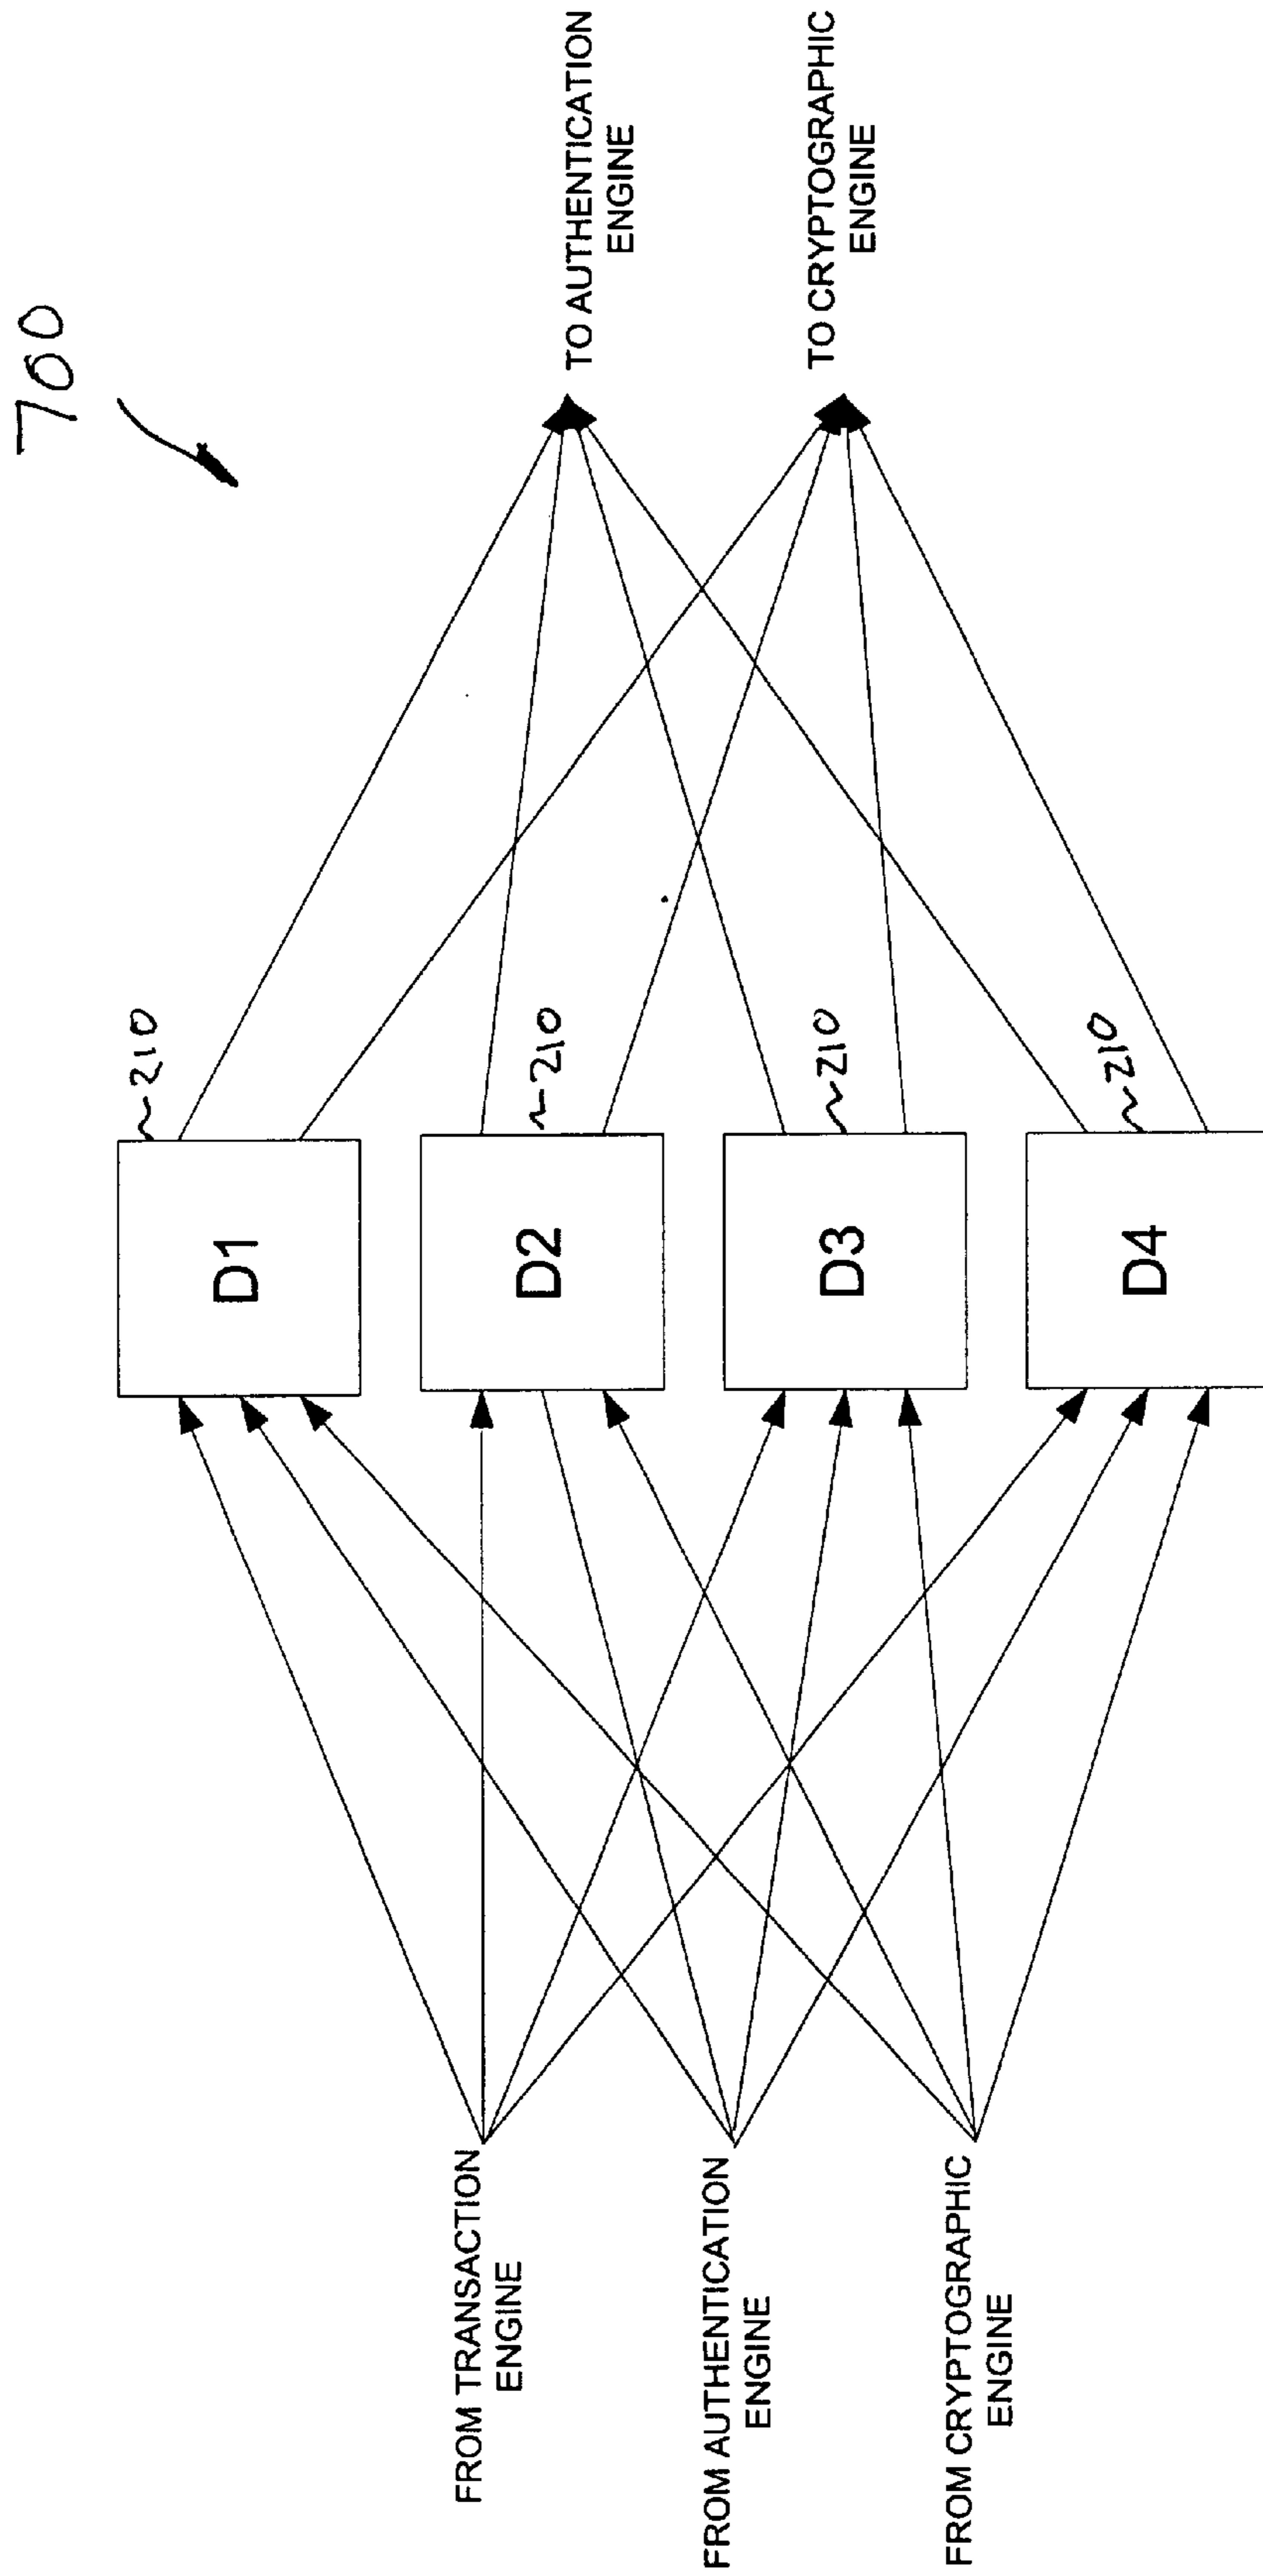 700
FROM TRANSACTION
ENGINE
FROM AUTHENTICATION
ENGINE
FROM CRYPTOGRAPHIC
ENGINE
D1
~210
D2
~210
D3
~210
D4
~210
TO AUTHENTICATION
ENGINE
TO CRYPTOGRAPHIC
ENGINE